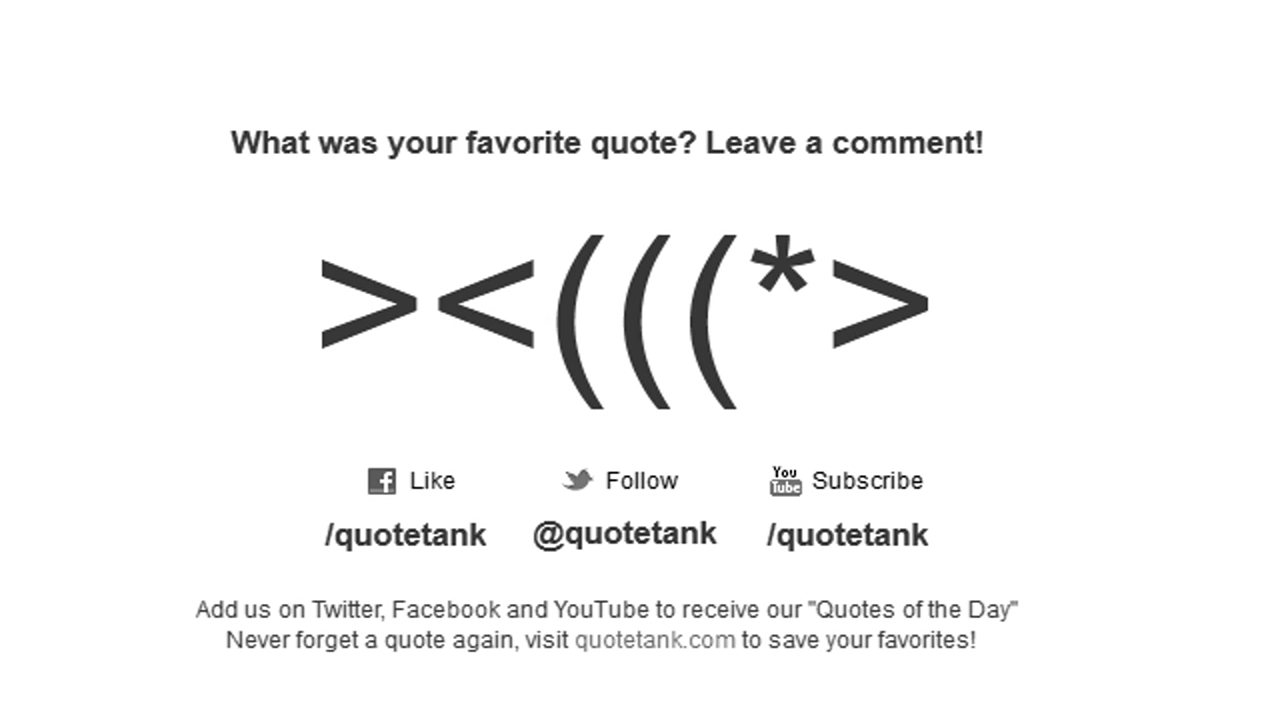 What was your favorite quote? Leave a comment!
><(((*>
Like Follow You Tube Subscribe
/quotetank @quotetank /quotetank
Add us on Twitter, Facebook and YouTube to receive our "Quotes of the Day"
Never forget a quote again, visit quotetank.com to save your favorites!